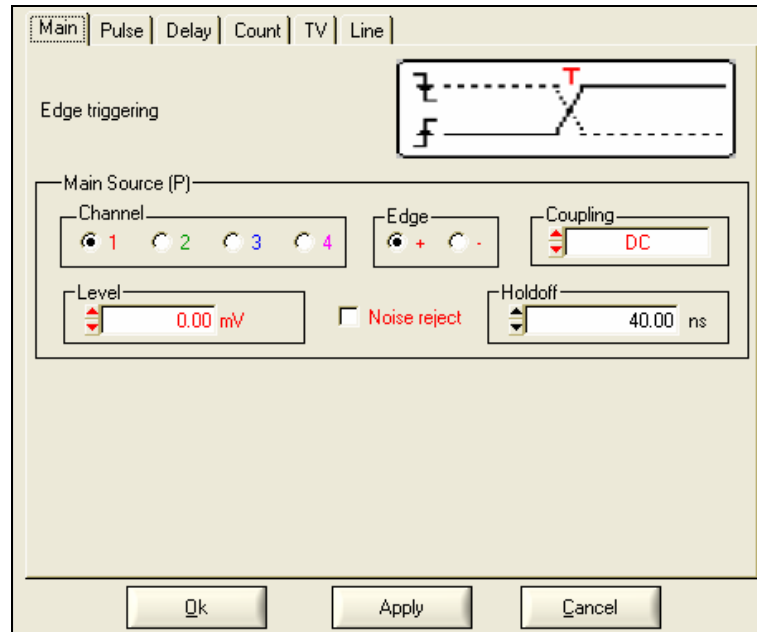 Main Pulse Delay Count TV Line
T
Edge triggering
Main Source (P)
Channel Edge Coupling
1 2 3 4 + - DC
Level Holdoff
0.00 mV Noise reject 40.00 ns
Ok Apply Cancel